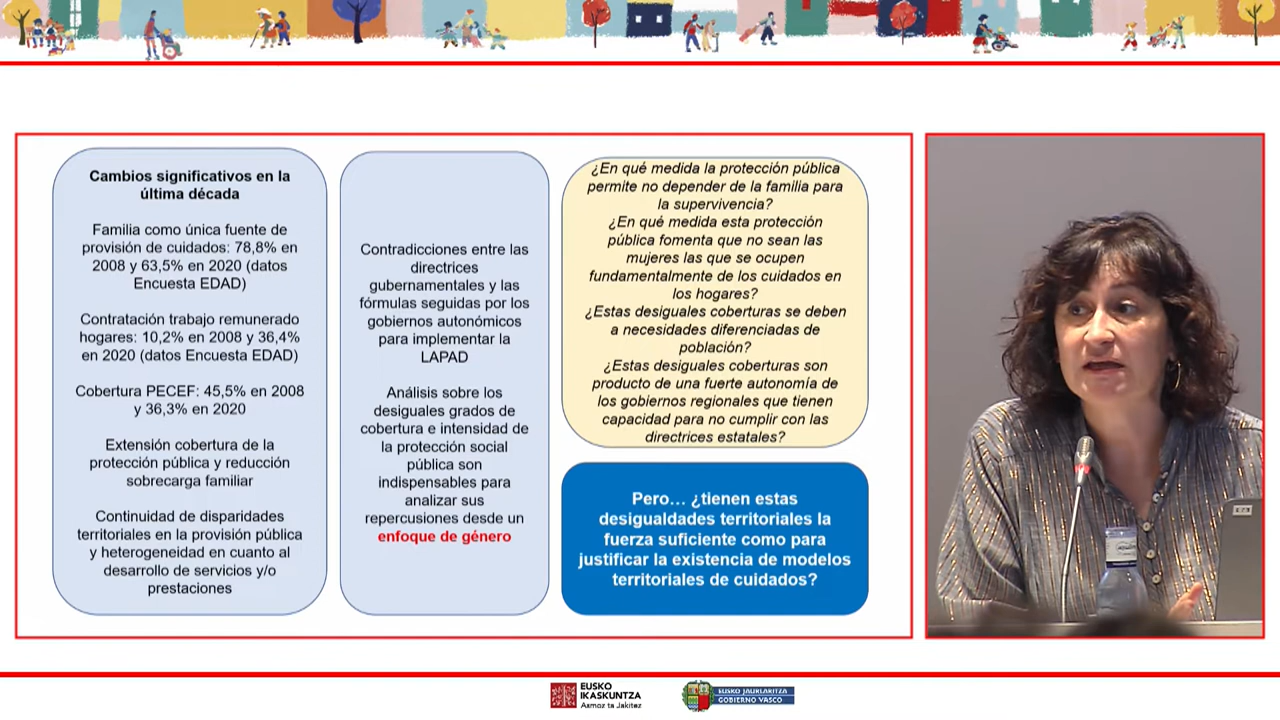 Cambios significativos en la
última década
Familia como única fuente de
provisión de cuidados: 78,8% en
2008 y 63,5% en 2020 (datos
Encuesta EDAD)
Contratación trabajo remunerado
hogares: 10,2% en 2008 y 36,4%
en 2020 (datos Encuesta EDAD)
Cobertura PECEF: 45,5% en 2008
y 36,3% en 2020
Extensión cobertura de la
protección pública y reducción
sobrecarga familiar
Continuidad de disparidades
territoriales en la provisión pública
y heterogeneidad en cuanto al
desarrollo de servicios y/o
prestaciones
Contradicciones entre las
directrices
gubernamentales y las
fórmulas seguidas por los
gobiernos autonómicos
para implementar la
LAPAD
Análisis sobre los
desiguales grados de
cobertura e intensidad de
la protección social
pública son
indispensables para
analizar sus
repercusiones desde un
enfoque de género
¿En qué medida la protección pública
permite no depender de la familia para
la supervivencia?
¿En qué medida esta protección
pública fomenta que no sean las
mujeres las que se ocupen
fundamentalmente de los cuidados en
los hogares?
¿Estas desiguales coberturas se deben
a necesidades diferenciadas de
población?
¿Estas desiguales coberturas son
producto de una fuerte autonomía de
los gobiernos regionales que tienen
capacidad para no cumplir con las
directrices estatales?
Pero… ¿tienen estas
desigualdades territoriales la
fuerza suficiente como para
justificar la existencia de modelos
territoriales de cuidados?
EUSKO
IKASKUNTZA
Asmoz ta Jakitez
EUSKO JAURLARITZA
GOBIERNO VASCO